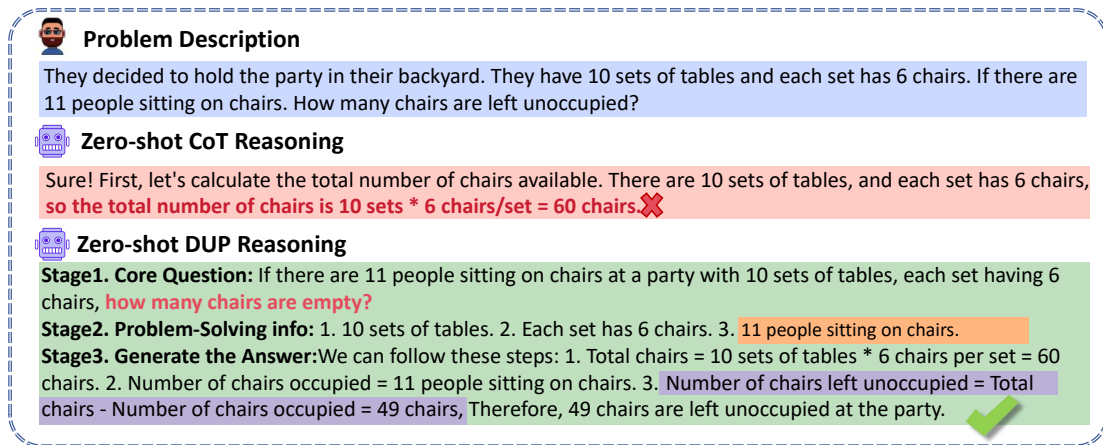 Problem Description
They decided to hold the party in their backyard. They have 10 sets of tables and each set has 6 chairs. If there are
11 people sitting on chairs. How many chairs are left unoccupied?
Zero-shot CoT Reasoning
Sure! First, let's calculate the total number of chairs available. There are 10 sets of tables, and each set has 6 chairs,
so the total number of chairs is 10 sets * 6 chairs/set = 60 chairs.
Zero-shot DUP Reasoning
Stage1. Core Question: If there are 11 people sitting on chairs at a party with 10 sets of tables, each set having 6
chairs, how many chairs are empty?
Stage2. Problem-Solving info: 1. 10 sets of tables. 2. Each set has 6 chairs. 3. 11 people sitting on chairs.
Stage3. Generate the Answer:We can follow these steps: 1. Total chairs = 10 sets of tables * 6 chairs per set = 60
chairs. 2. Number of chairs occupied = 11 people sitting on chairs. 3. Number of chairs left unoccupied = Total
chairs - Number of chairs occupied = 49 chairs, Therefore, 49 chairs are left unoccupied at the party.